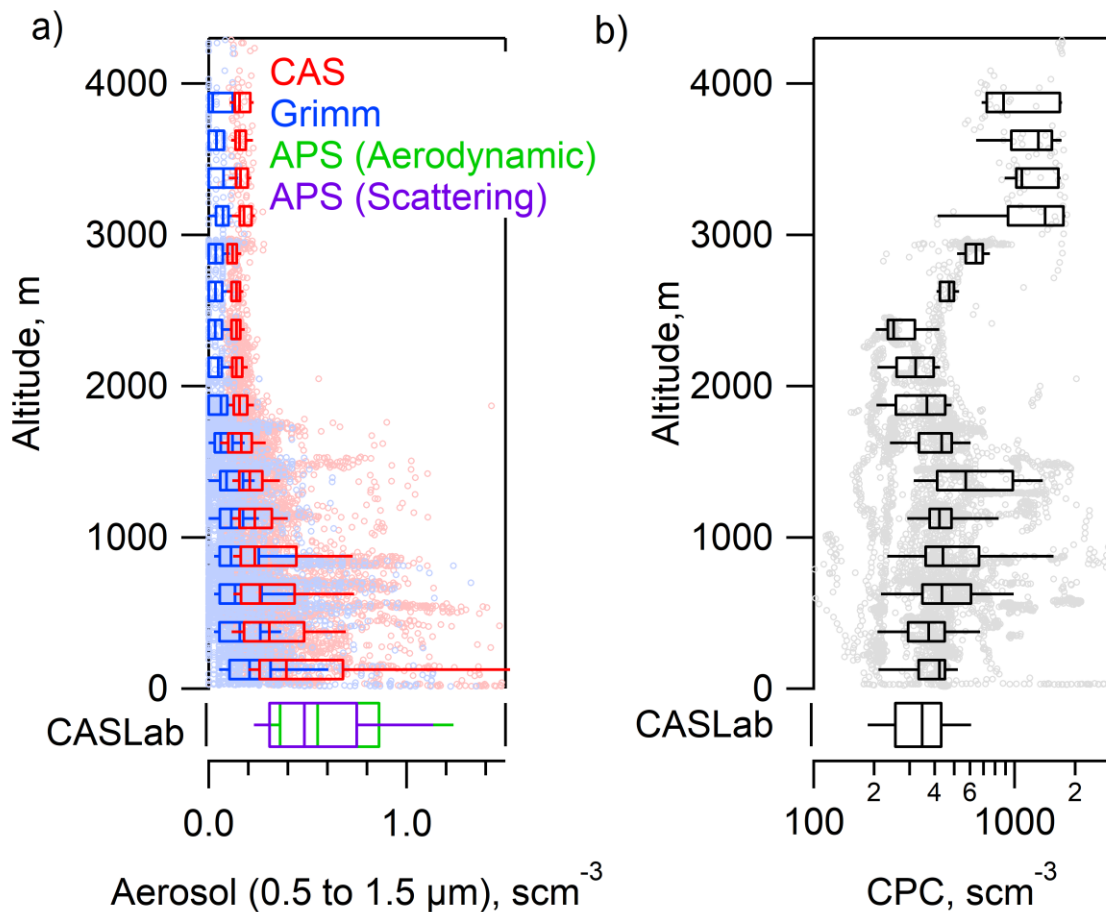 a)
CAS
Grimm
APS (Aerodynamic)
APS (Scattering)
4000
3000
2000
1000
0
Altitude, m
CASLab
0.0 1.0
Aerosol (0.5 to 1.5 µm), scm⁻³
b)
4000
3000
2000
1000
0
Altitude,m
CASLab
2 4 6 2
100 1000
CPC, scm⁻³